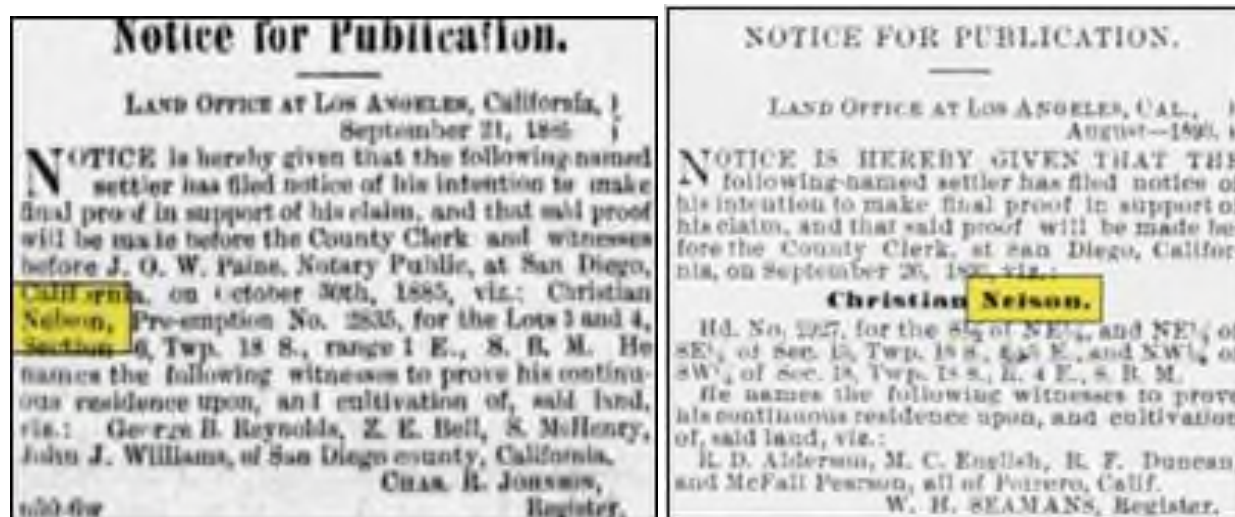 Notice for Publication.
LAND OFFICE AT LOS ANGELES, California,
September 21, 1885
NOTICE is hereby given that the following-named
settler has filed notice of his intention to make
final proof in support of his claim, and that said proof
will be made before the County Clerk and witnesses
before J. O. W. Paine, Notary Public, at San Diego,
California, on October 30th, 1885, viz.: Christian
Nelson, Pre-emption No. 2835, for the Lots 3 and 4,
Section 6, Twp. 18 S., range 1 E., S. B. M. He
names the following witnesses to prove his continu-
ous residence upon, and cultivation of, said land,
viz.: George B. Reynolds, Z. E. Bell, S. McHenry,
John J. Williams, of San Diego county, California.
CHAS. R. JOHNSON,
Register.
NOTICE FOR PUBLICATION.
LAND OFFICE AT LOS ANGELES, CAL.,
August
NOTICE IS HEREBY GIVEN THAT THE
following-named settler has filed notice of
his intention to make final proof in support of
his claim, and that said proof will be made be
fore the County Clerk, at San Diego, Califor
nia, on September 26, viz.:
Christian Nelson.
Hd. No. 2927, for the of and of
of Sec. 15, Twp. 18 S., and of
of Sec. 18, Twp. 18 S., R. 4 E., S. B. M.
He names the following witnesses to prove
his continuous residence upon, and cultivation
of, said land, viz.:
R. D. Alderson, M. C. English, R. F. Duncan
and McFall Pearson, all of Potrero, Calif.
W. H. SEAMANS, Register.